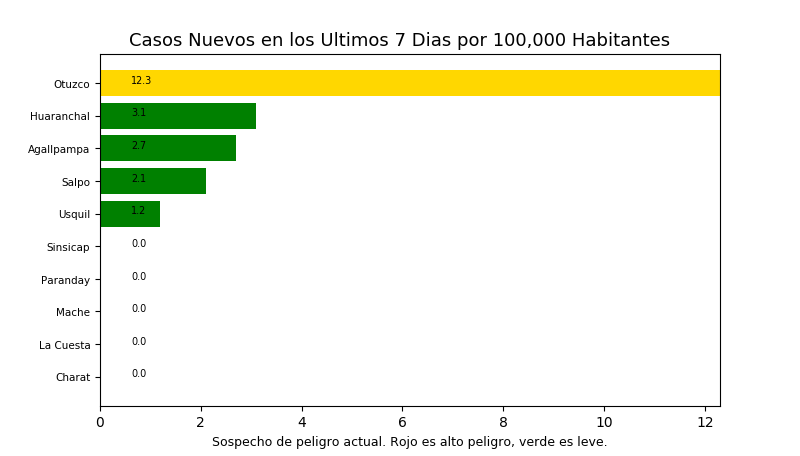 Casos Nuevos en los Ultimos 7 Dias por 100,000 Habitantes
Otuzco 12.3
Huaranchal 3.1
Agallpampa 2.7
Salpo 2.1
Usquil 1.2
Sinsicap 0.0
Paranday 0.0
Mache 0.0
La Cuesta 0.0
Charat 0.0
0 2 4 6 8 10 12
Sospecho de peligro actual. Rojo es alto peligro, verde es leve.